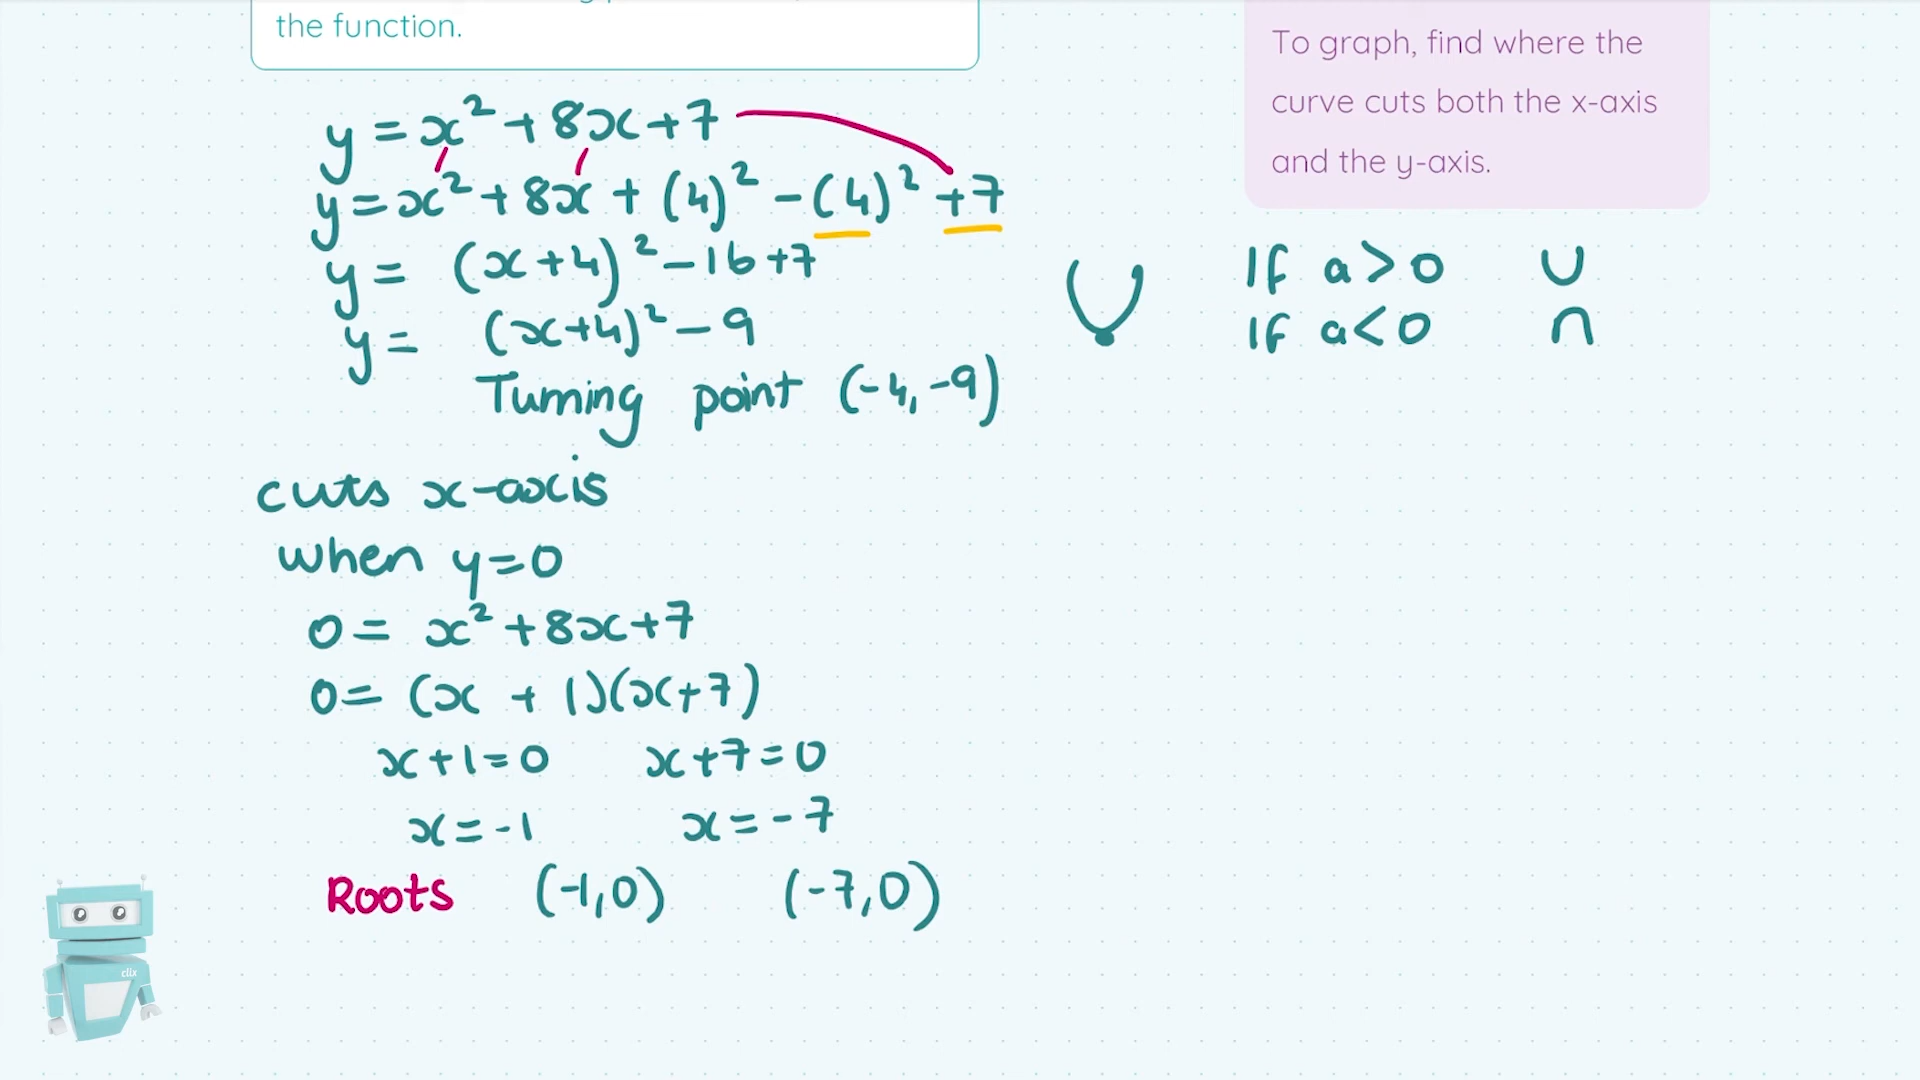 the function.
To graph, find where the
curve cuts both the x-axis
and the y-axis.
y = x² + 8x + 7
y = x² + 8x + (4)² - (4)² + 7
y = (x+4)² - 16 + 7
y = (x+4)² - 9
Turning point (-4, -9)
If a > 0 ∪
If a < 0 ∩
cuts x-axis
when y = 0
0 = x² + 8x + 7
0 = (x + 1)(x+7)
x + 1 = 0 x + 7 = 0
x = -1 x = -7
Roots (-1, 0) (-7, 0)
clix